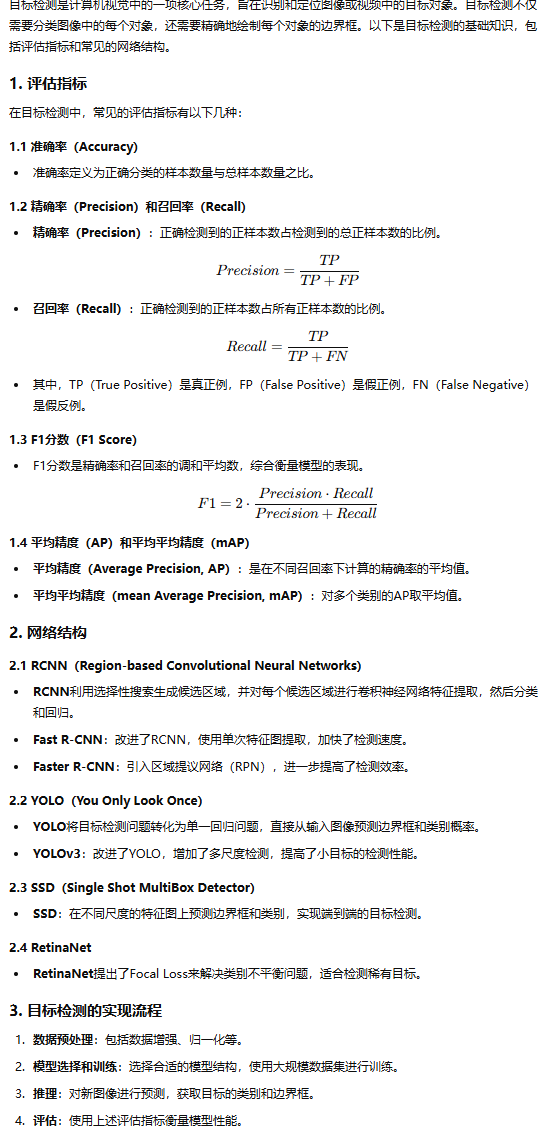 目标检测是计算机视觉中的一项核心任务，旨在识别和定位图像或视频中的目标对象。目标检测不仅
需要分类图像中的每个对象，还需要精确地绘制每个对象的边界框。以下是目标检测的基础知识，包
括评估指标和常见的网络结构。
1. 评估指标
在目标检测中，常见的评估指标有以下几种：
1.1 准确率（Accuracy）
• 准确率定义为正确分类的样本数量与总样本数量之比。
1.2 精确率（Precision）和召回率（Recall）
• 精确率（Precision）：正确检测到的正样本数占检测到的总正样本数的比例。
Precision = TP / (TP + FP)
• 召回率（Recall）：正确检测到的正样本数占所有正样本数的比例。
Recall = TP / (TP + FN)
• 其中，TP（True Positive）是真正例，FP（False Positive）是假正例，FN（False Negative）
是假反例。
1.3 F1分数（F1 Score）
• F1分数是精确率和召回率的调和平均数，综合衡量模型的表现。
F1 = 2 · (Precision · Recall) / (Precision + Recall)
1.4 平均精度（AP）和平均平均精度（mAP）
• 平均精度（Average Precision, AP）：是在不同召回率下计算的精确率的平均值。
• 平均平均精度（mean Average Precision, mAP）：对多个类别的AP取平均值。
2. 网络结构
2.1 RCNN（Region-based Convolutional Neural Networks）
• RCNN利用选择性搜索生成候选区域，并对每个候选区域进行卷积神经网络特征提取，然后分类
和回归。
• Fast R-CNN：改进了RCNN，使用单次特征图提取，加快了检测速度。
• Faster R-CNN：引入区域提议网络（RPN），进一步提高了检测效率。
2.2 YOLO（You Only Look Once）
• YOLO将目标检测问题转化为单一回归问题，直接从输入图像预测边界框和类别概率。
• YOLOv3：改进了YOLO，增加了多尺度检测，提高了小目标的检测性能。
2.3 SSD（Single Shot MultiBox Detector）
• SSD：在不同尺度的特征图上预测边界框和类别，实现端到端的目标检测。
2.4 RetinaNet
• RetinaNet提出了Focal Loss来解决类别不平衡问题，适合检测稀有目标。
3. 目标检测的实现流程
1. 数据预处理：包括数据增强、归一化等。
2. 模型选择和训练：选择合适的模型结构，使用大规模数据集进行训练。
3. 推理：对新图像进行预测，获取目标的类别和边界框。
4. 评估：使用上述评估指标衡量模型性能。